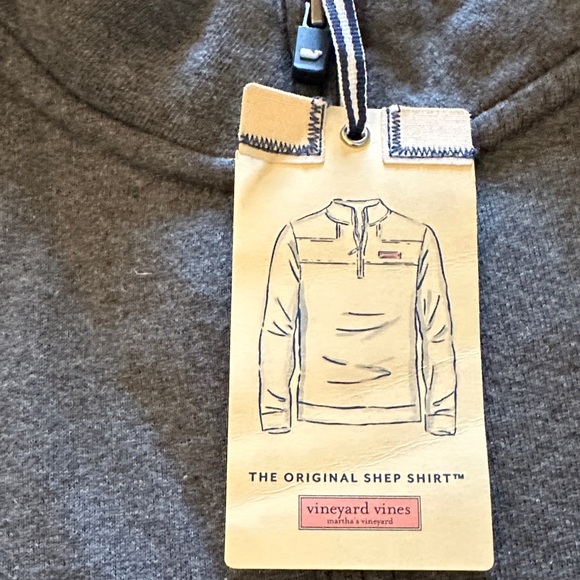 THE ORIGINAL SHEP SHIRT™
vineyard vines
martha's vineyard